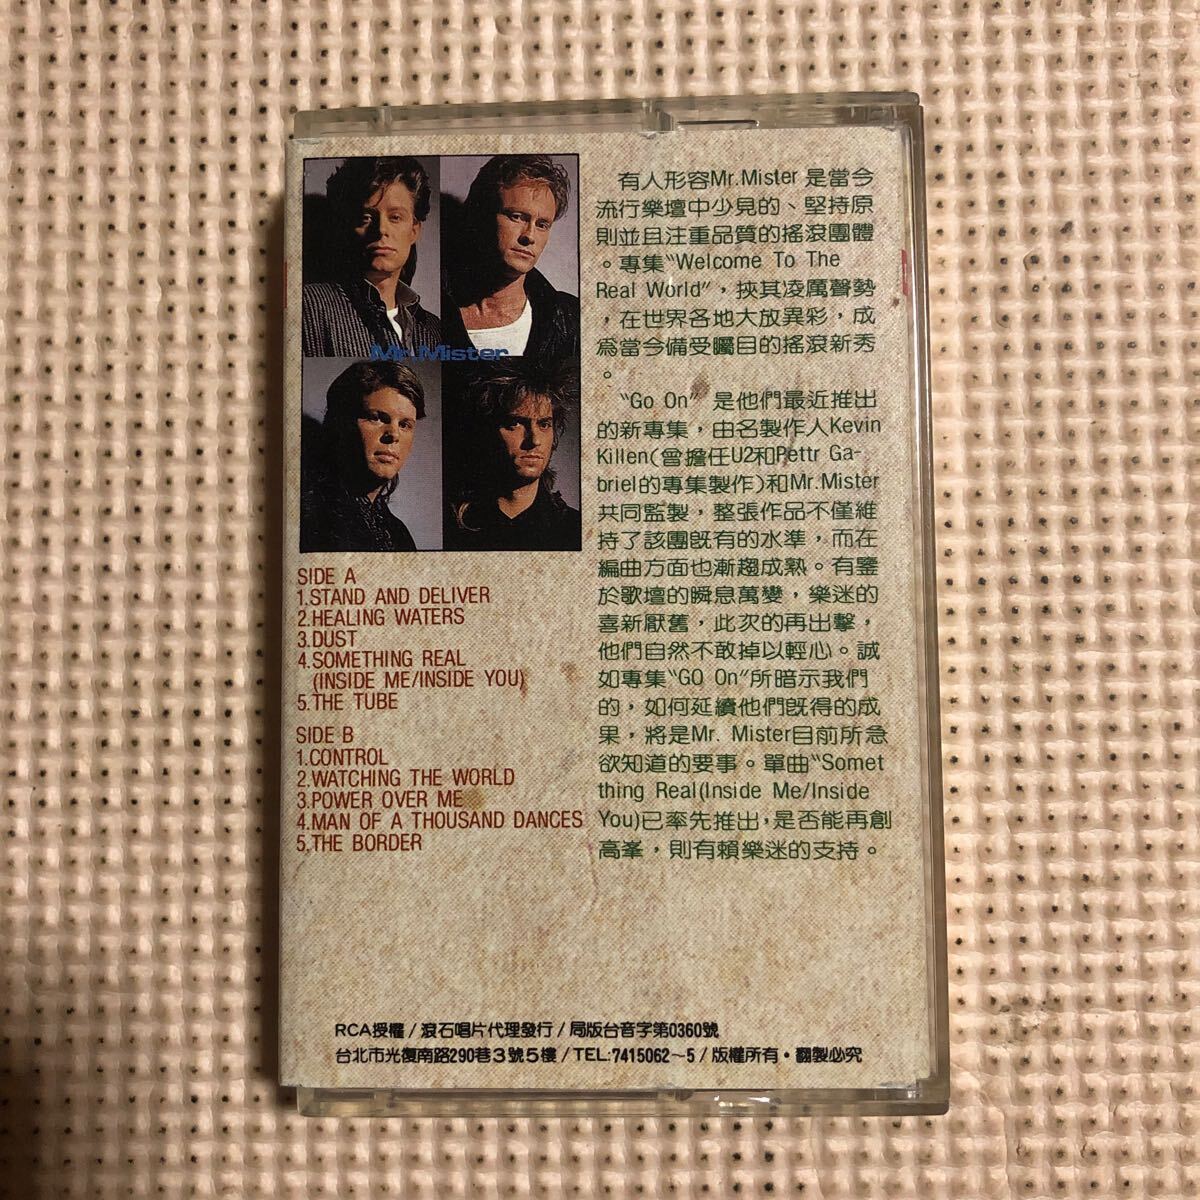 Mr. Mister
SIDE A
1.STAND AND DELIVER
2.HEALING WATERS
3.DUST
4.SOMETHING REAL
(INSIDE ME/INSIDE YOU)
5.THE TUBE
SIDE B
1.CONTROL
2.WATCHING THE WORLD
3.POWER OVER ME
4.MAN OF A THOUSAND DANCES
5.THE BORDER
有人形容Mr.Mister 是當今
流行樂壇中少見的、堅持原
則並且注重品質的搖滾團體
。專集"Welcome To The
Real World"，挾其凌厲聲勢
，在世界各地大放異彩，成
為當今備受矚目的搖滾新秀
。
"Go On" 是他們最近推出
的新專集，由名製作人Kevin
Killen(曾擔任U2和Pettr Ga-
briel的專集製作)和Mr.Mister
共同監製，整張作品不僅維
持了該團既有的水準，而在
編曲方面也漸趨成熟。有鑒
於歌壇的瞬息萬變，樂迷的
喜新厭舊，此次的再出擊，
他們自然不敢掉以輕心。誠
如專集"GO On"所暗示我們
的，如何延續他們既得的成
果，將是Mr. Mister目前所急
欲知道的要事。單曲"Somet
thing Real(Inside Me/Inside
You)已率先推出，是否能再創
高峯，則有賴樂迷的支持。
RCA授權/滾石唱片代理發行/局版台音字第0360號
台北市光復南路290巷3號5樓/TEL:7415062～5/版權所有・翻製必究